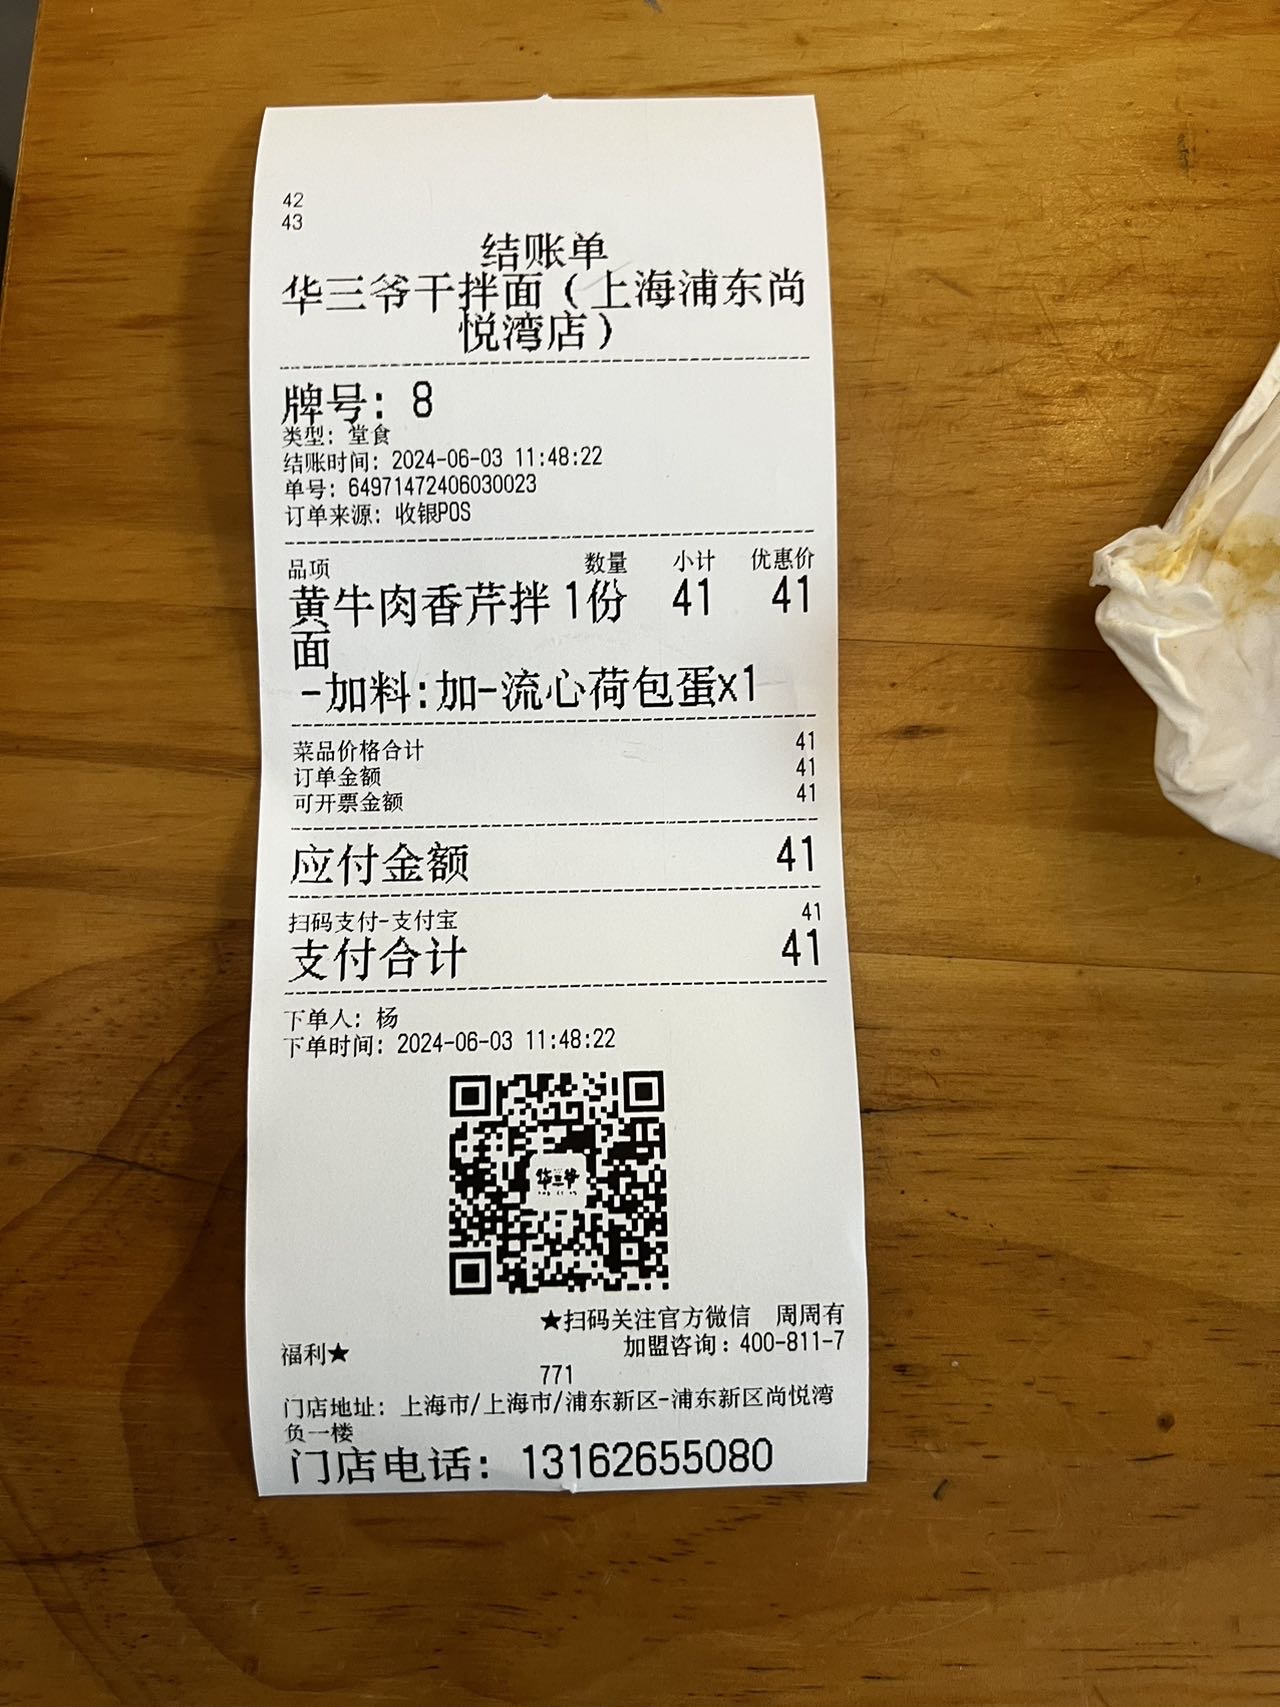 42
43
结账单
华三爷干拌面（上海浦东尚
悦湾店）
牌号: 8
类型: 堂食
结账时间: 2024-06-03 11:48:22
单号: 64971472406030023
订单来源: 收银POS
品项 数量 小计 优惠价
黄牛肉香芹拌 1份 41 41
面
-加料:加-流心荷包蛋x1
菜品价格合计 41
订单金额 41
可开票金额 41
应付金额 41
扫码支付-支付宝 41
支付合计 41
下单人: 杨
下单时间: 2024-06-03 11:48:22
华三爷
★扫码关注官方微信 周周有
福利★ 加盟咨询：400-811-7
771
门店地址: 上海市/上海市/浦东新区-浦东新区尚悦湾
负一楼
门店电话: 13162655080